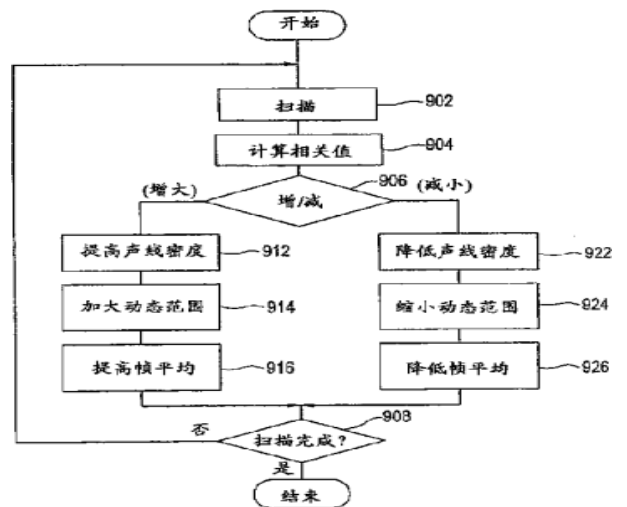 开始
扫描
902
计算相关值
904
增/减
906
(增大)
(减小)
提高声线密度
912
降低声线密度
922
加大动态范围
914
缩小动态范围
924
提高帧平均
916
降低帧平均
926
扫描完成?
908
否
是
结束